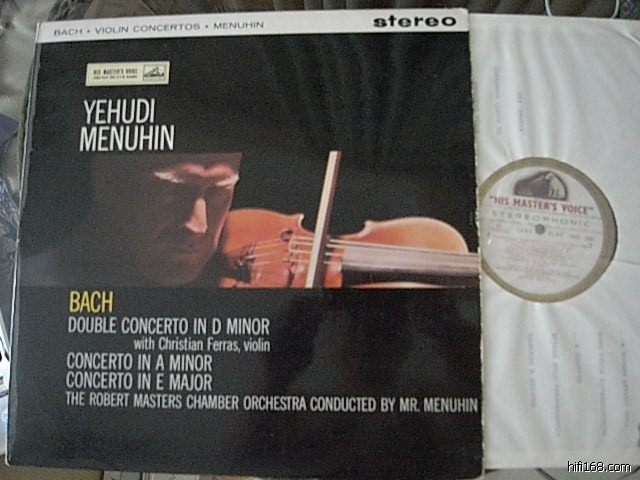 BACH • VIOLIN CONCERTOS • MENUHIN
stereo
HIS MASTER'S VOICE
YEHUDI
MENUHIN
BACH
DOUBLE CONCERTO IN D MINOR
with Christian Ferras, violin
CONCERTO IN A MINOR
CONCERTO IN E MAJOR
THE ROBERT MASTERS CHAMBER ORCHESTRA CONDUCTED BY MR. MENUHIN
"HIS MASTER'S VOICE"
STEREOPHONIC
hifi168.com